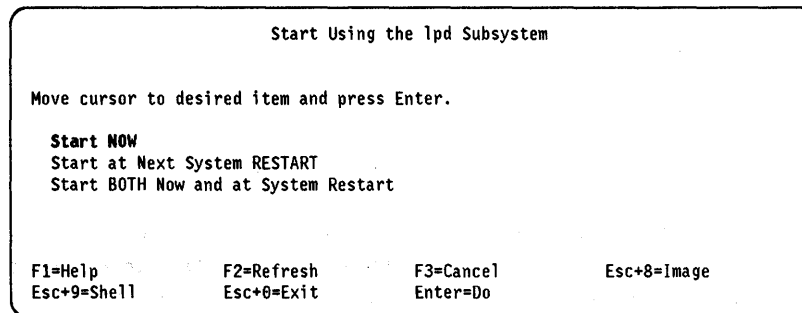 Start Using the lpd Subsystem
Move cursor to desired item and press Enter.
Start NOW
Start at Next System RESTART
Start BOTH Now and at System Restart
F1=Help F2=Refresh F3=Cancel Esc+8=Image
Esc+9=Shell Esc+0=Exit Enter=Do